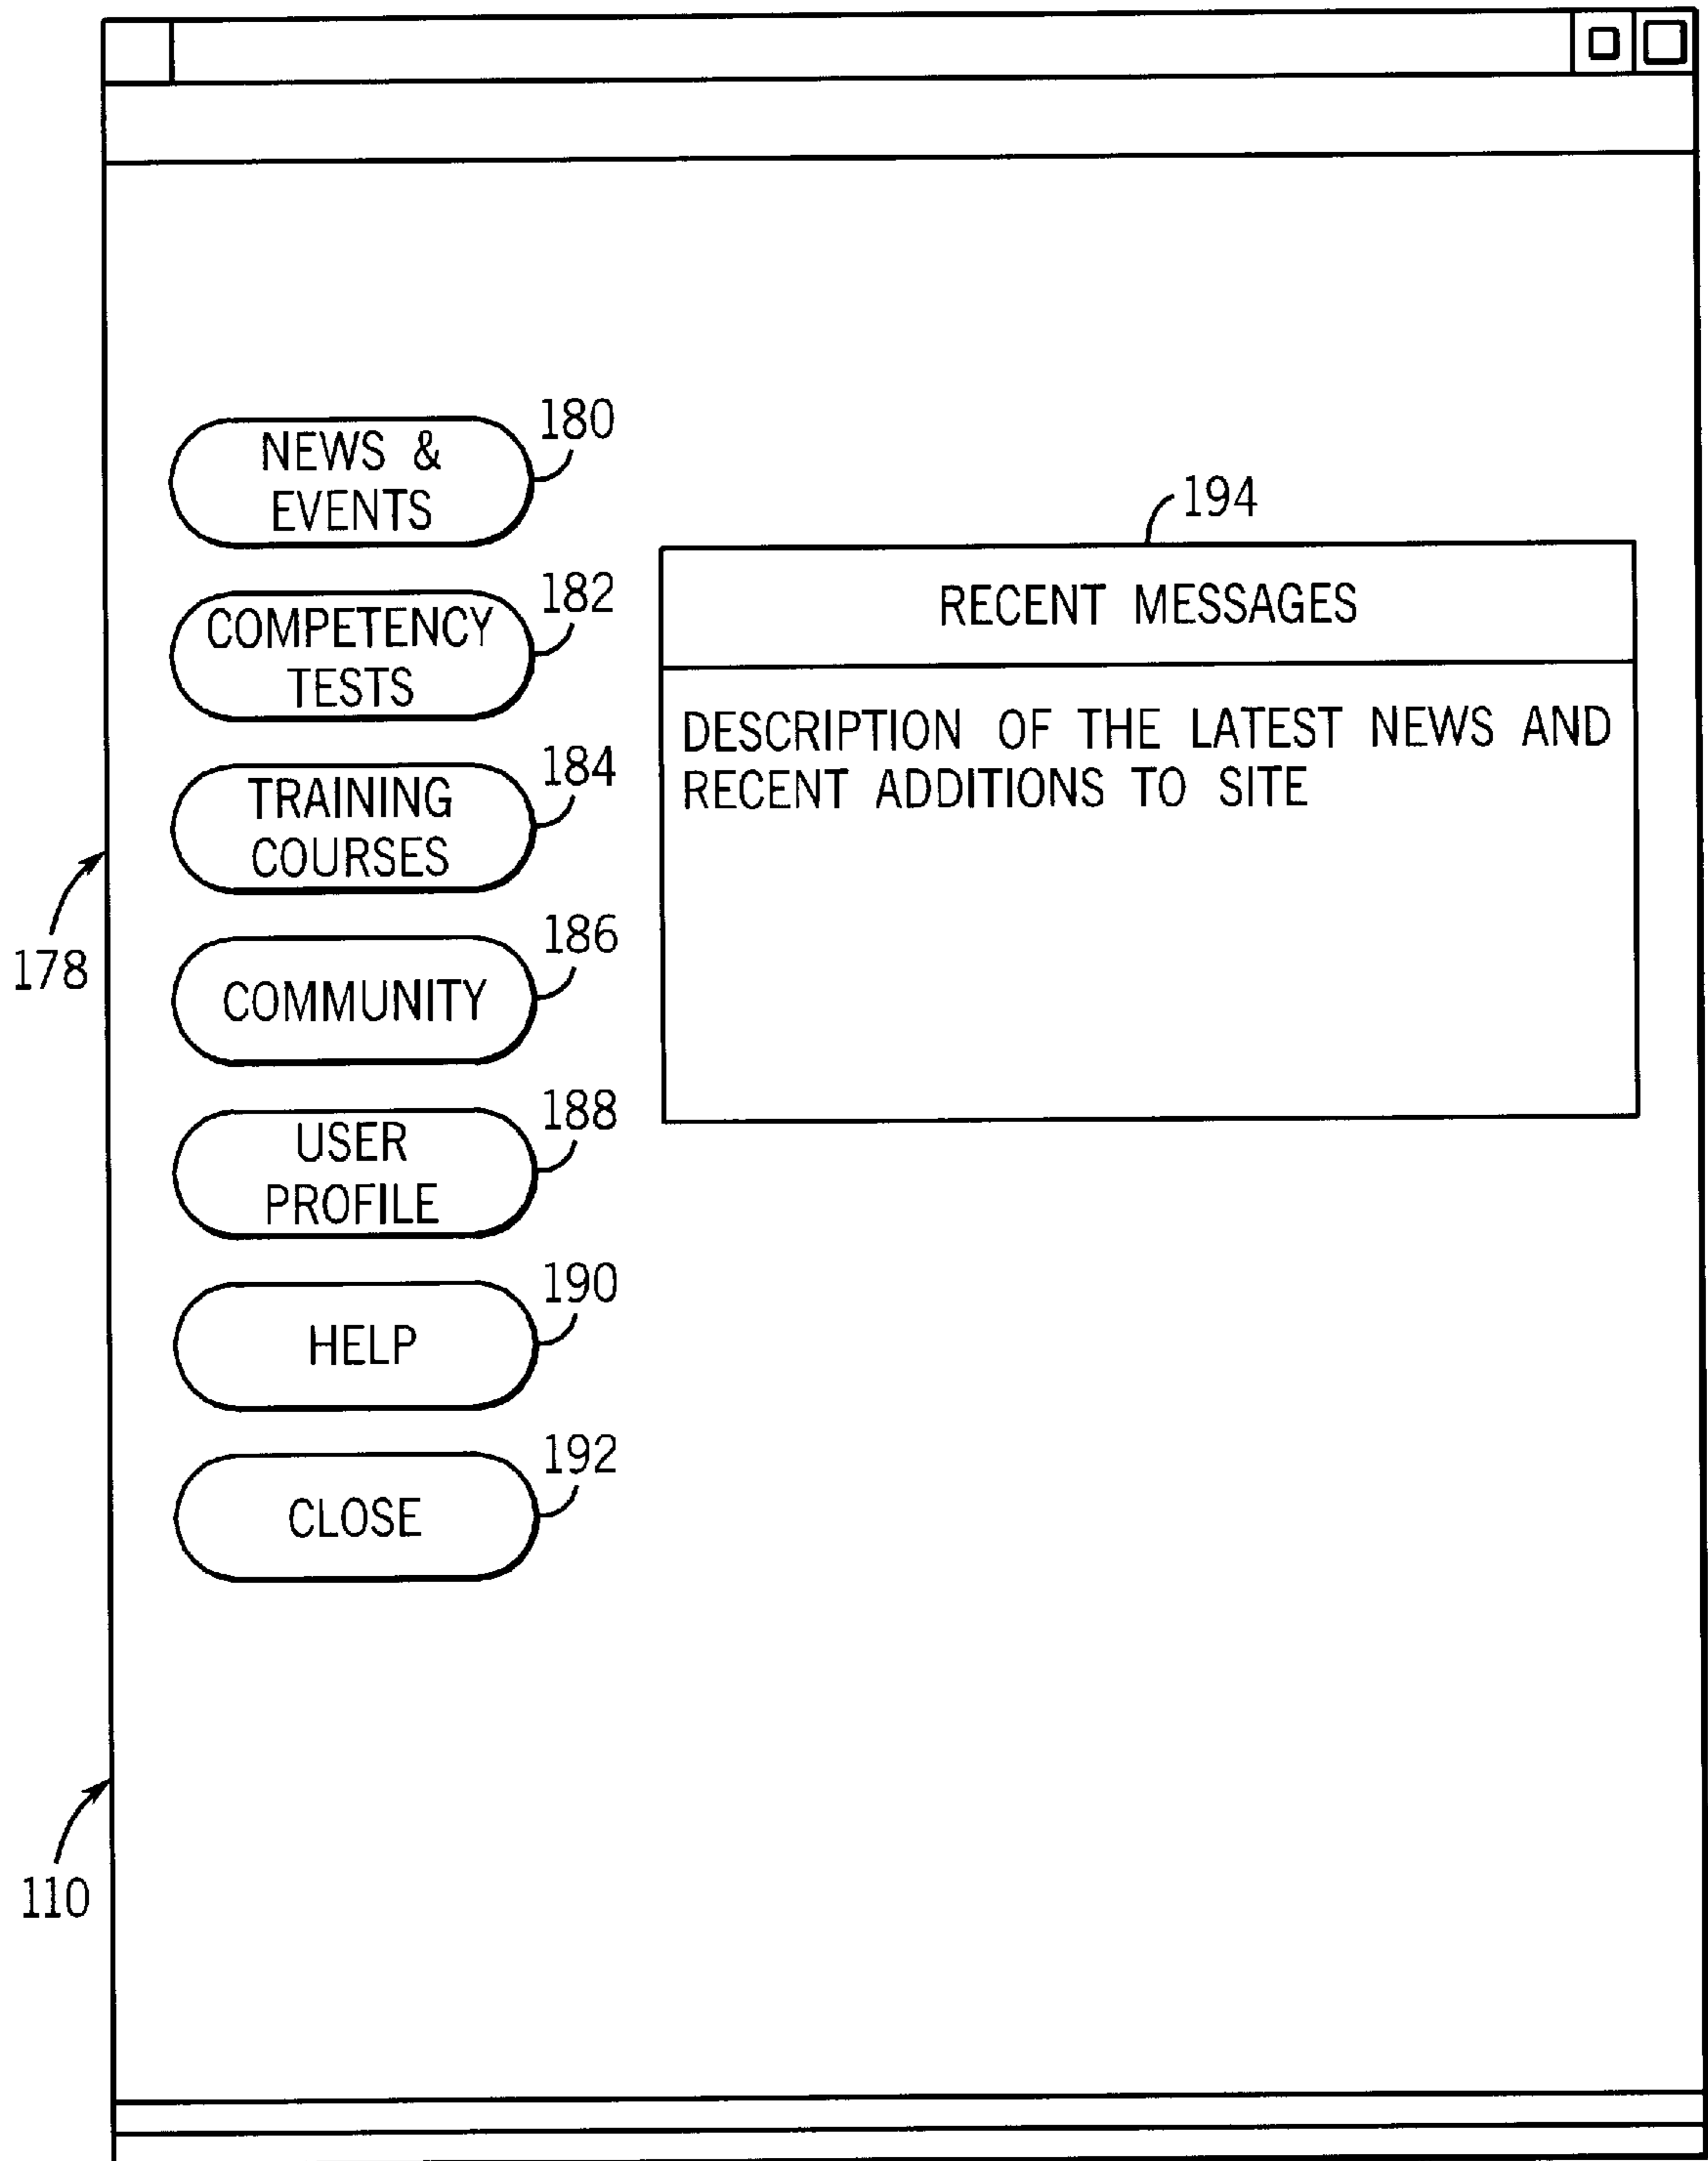 180
NEWS &
EVENTS
194
182
RECENT MESSAGES
COMPETENCY
TESTS
DESCRIPTION OF THE LATEST NEWS AND
RECENT ADDITIONS TO SITE
184
TRAINING
COURSES
178
186
COMMUNITY
188
USER
PROFILE
190
HELP
192
CLOSE
110